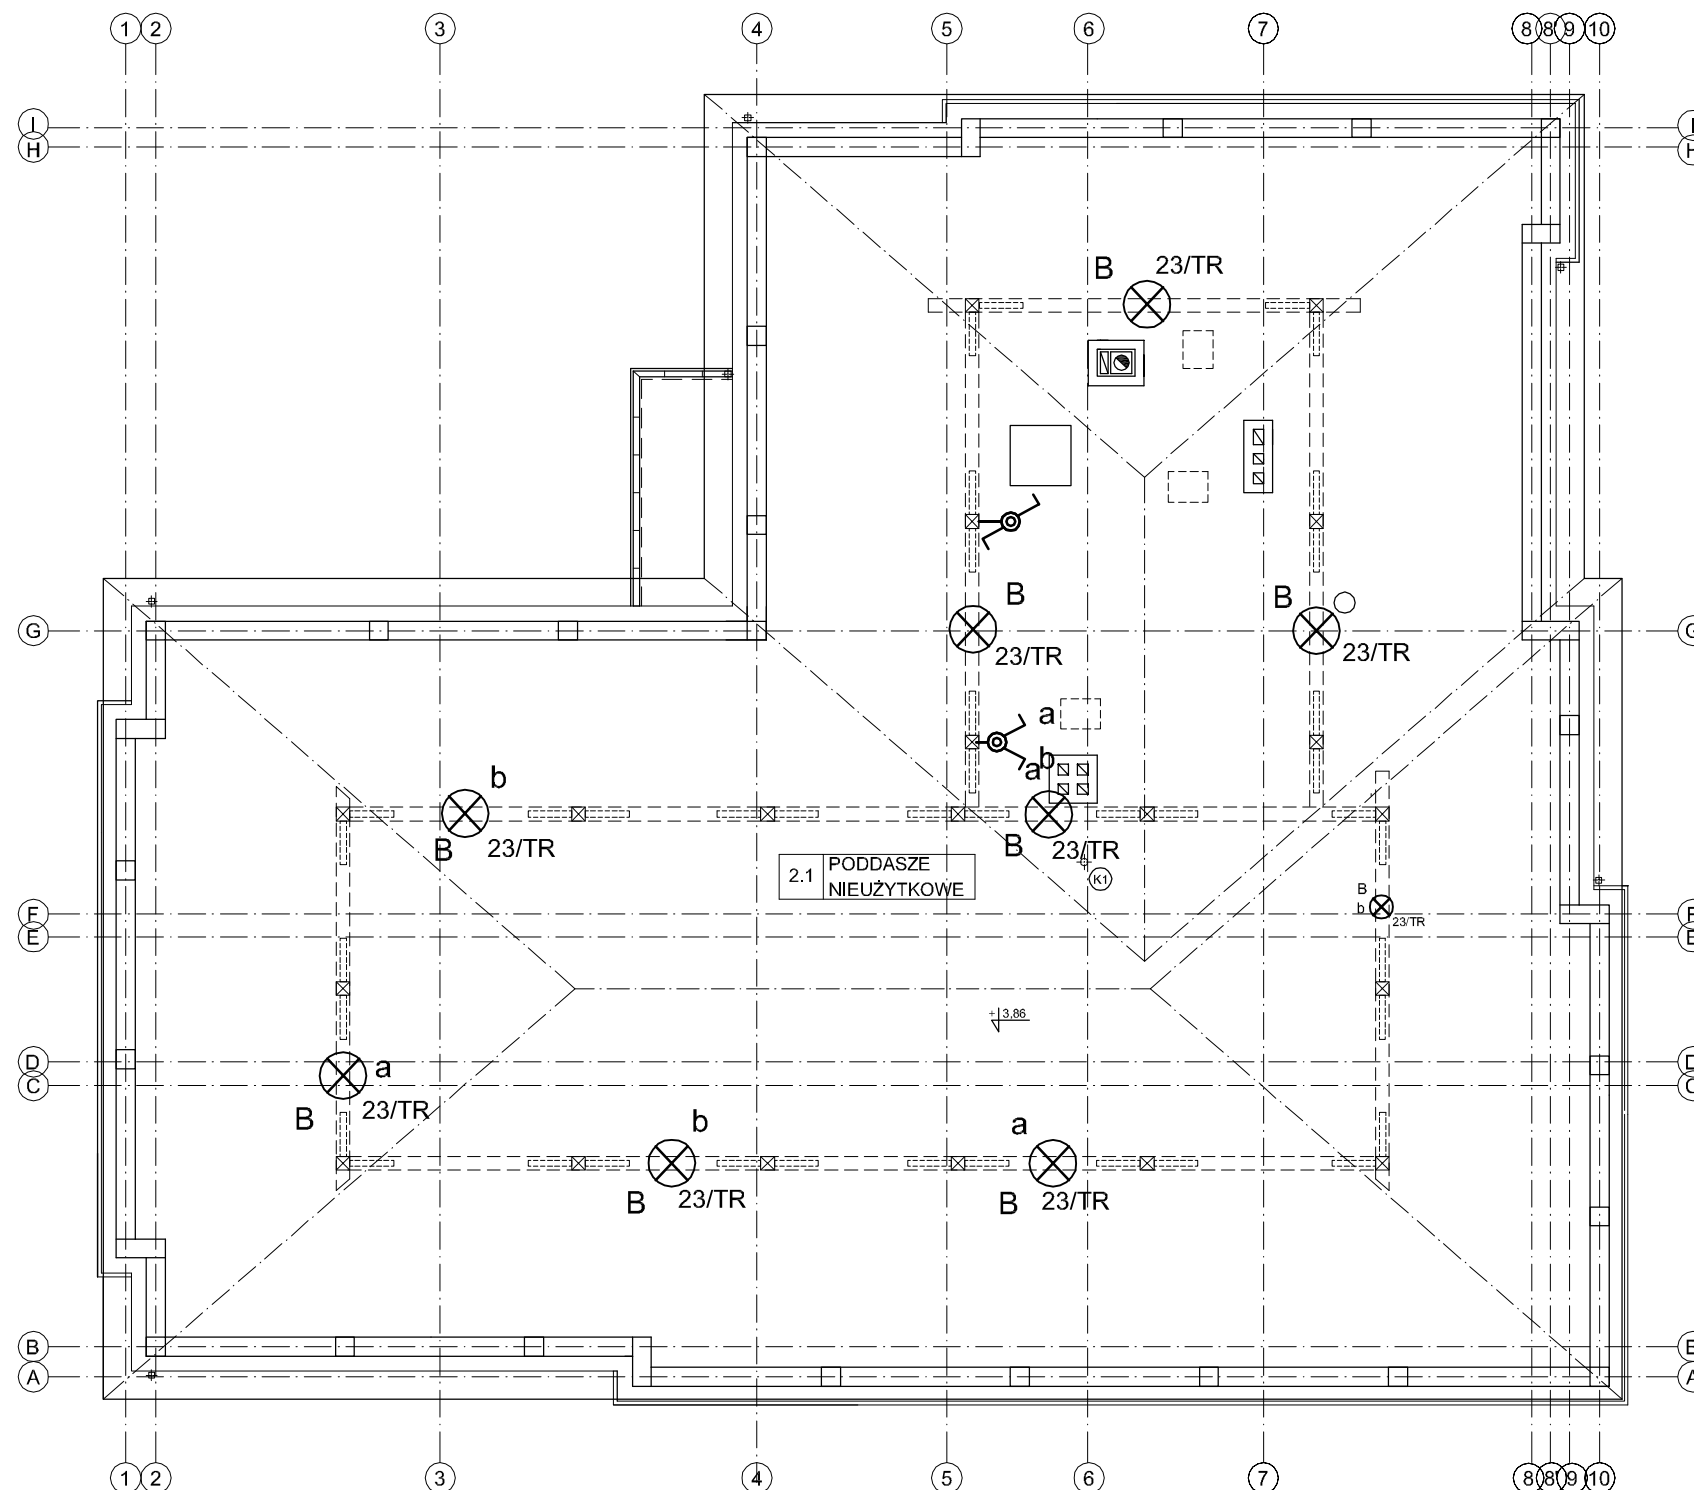 1 2 3 4 5 6 7 8 8' 9 10
I I
H H
B 23/TR
B
B
G G
23/TR
23/TR
a
b
b
a
B 23/TR
B 23/TR
2.1 PODDASZE
NIEUŻYTKOWE
K1
B
b
23/TR
F F
E E
+ 3,86
D D
a
C C
B 23/TR
b
a
B 23/TR
B 23/TR
B B
A A
1 2 3 4 5 6 7 8 8' 9 10